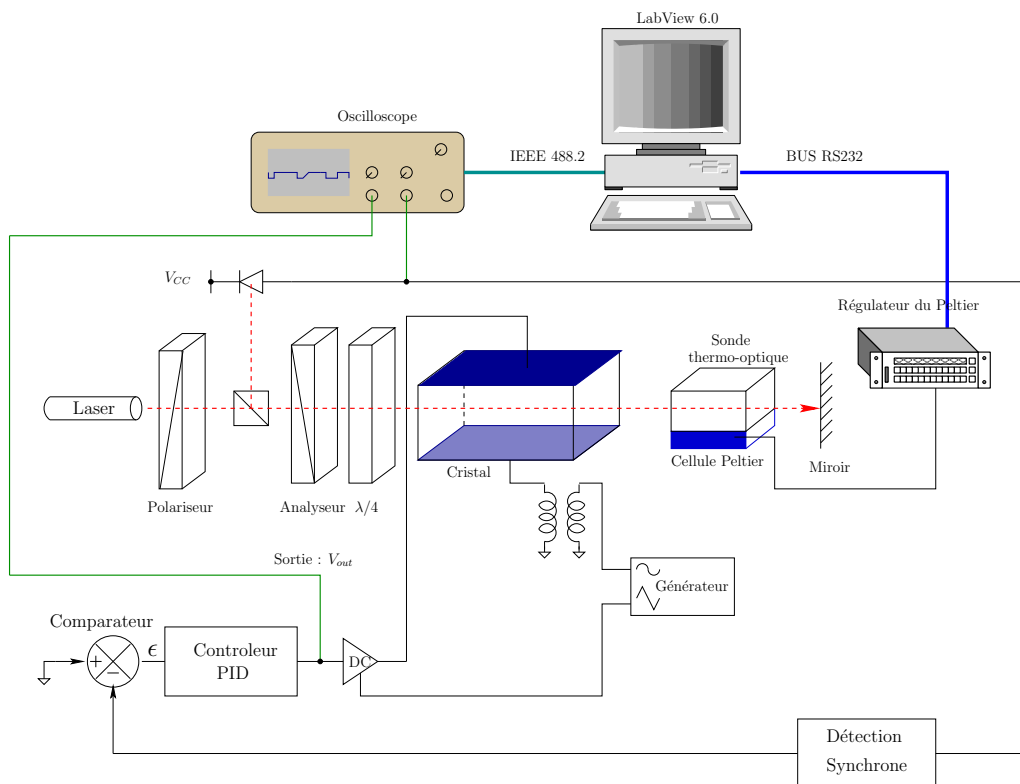 LabView 6.0
Oscilloscope
IEEE 488.2
BUS RS232
V_CC
Régulateur du Peltier
Sonde
thermo-optique
Laser
Cristal
Cellule Peltier
Miroir
Polariseur
Analyseur
λ/4
Sortie : V_out
Générateur
Comparateur
ϵ
+
−
Controleur
PID
DC
Détection
Synchrone